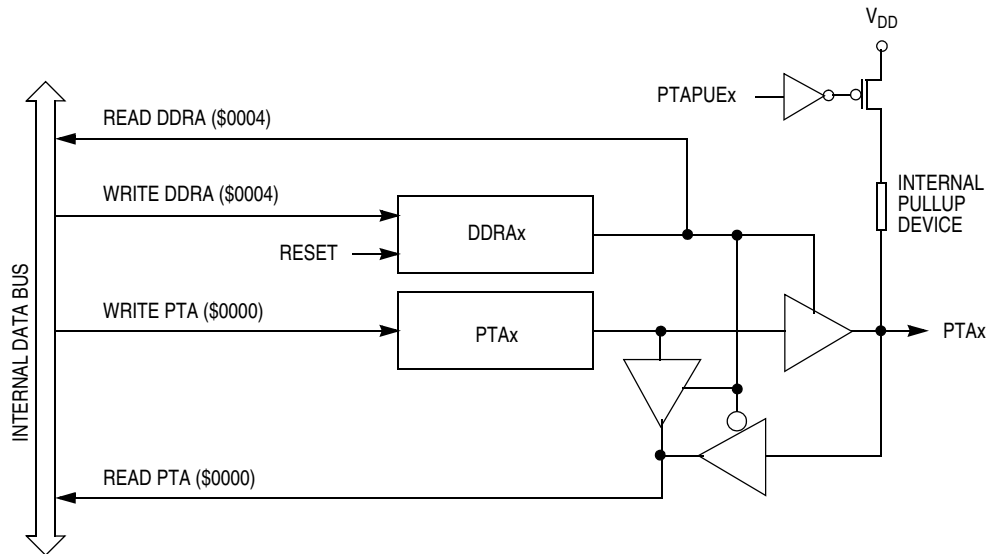 VDD
PTAPUEx
READ DDRA ($0004)
WRITE DDRA ($0004)
INTERNAL
PULLUP
DEVICE
DDRAx
RESET
INTERNAL DATA BUS
WRITE PTA ($0000)
PTAx
PTAx
READ PTA ($0000)